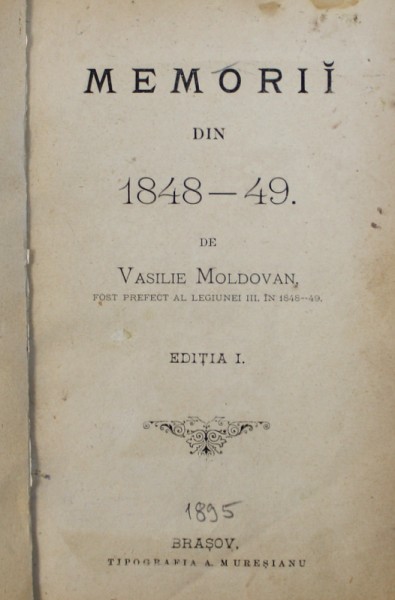 MEMORIĬ
DIN
1848—49.
DE
VASILIE MOLDOVAN,
FOST PREFECT AL LEGIUNEI III. ÎN 1848—49.
EDIȚIA I.
1895
BRAȘOV.
TIPOGRAFIA A. MUREȘIANU